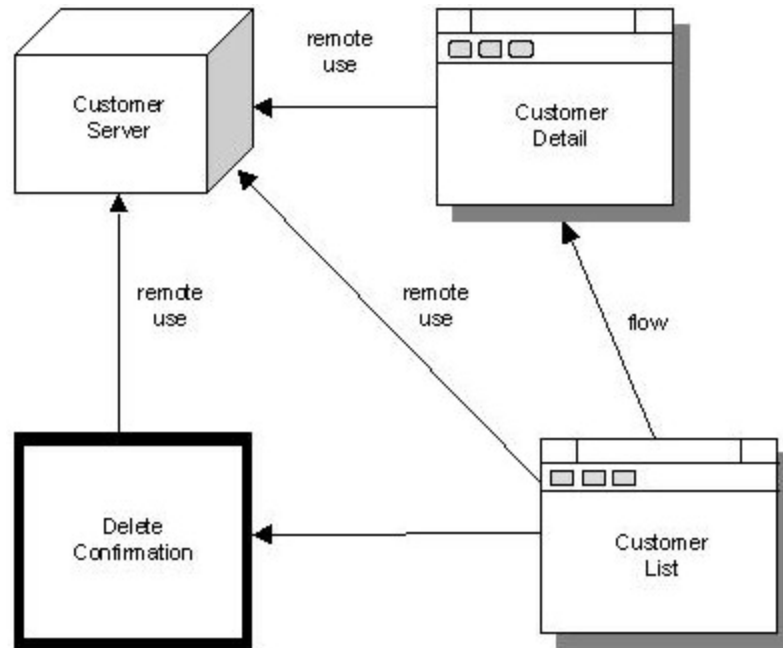 remote
use
Customer
Server
Customer
Detail
remote
use
remote
use
flow
Delete
Confirmation
Customer
List